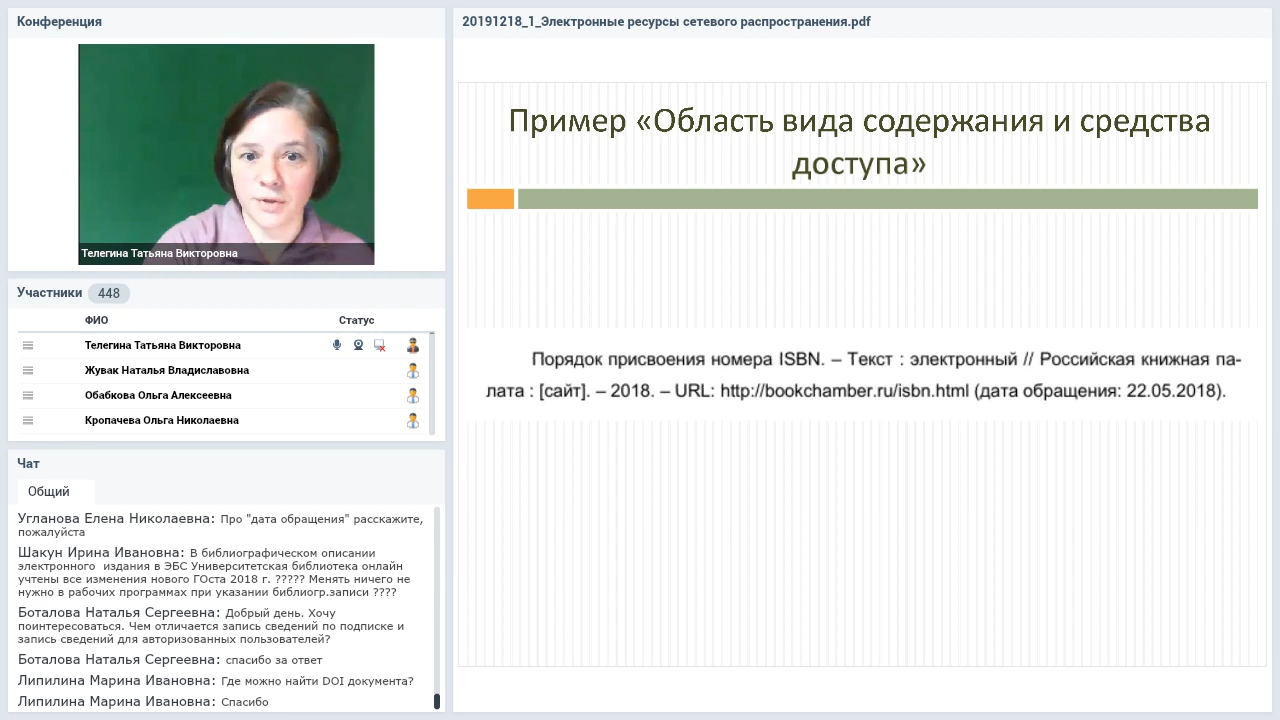 Конференция
Телегина Татьяна Викторовна
Участники 448
ФИО Статус
Телегина Татьяна Викторовна
Жувак Наталья Владиславовна
Обабкова Ольга Алексеевна
Кропачева Ольга Николаевна
Чат
Общий
Угланова Елена Николаевна: Про "дата обращения" расскажите,
пожалуйста
Шакун Ирина Ивановна: В библиографическом описании
электронного издания в ЭБС Университетская библиотека онлайн
учтены все изменения нового ГОста 2018 г. ????? Менять ничего не
нужно в рабочих программах при указании библиогр.записи ????
Боталова Наталья Сергеевна: Добрый день. Хочу
поинтересоваться. Чем отличается запись сведений по подписке и
запись сведений для авторизованных пользователей?
Боталова Наталья Сергеевна: спасибо за ответ
Липилина Марина Ивановна: Где можно найти DOI документа?
Липилина Марина Ивановна: Спасибо
20191218_1_Электронные ресурсы сетевого распространения.pdf
Пример «Область вида содержания и средства
доступа»
Порядок присвоения номера ISBN. – Текст : электронный // Российская книжная па-
лата : [сайт]. – 2018. – URL: http://bookchamber.ru/isbn.html (дата обращения: 22.05.2018).